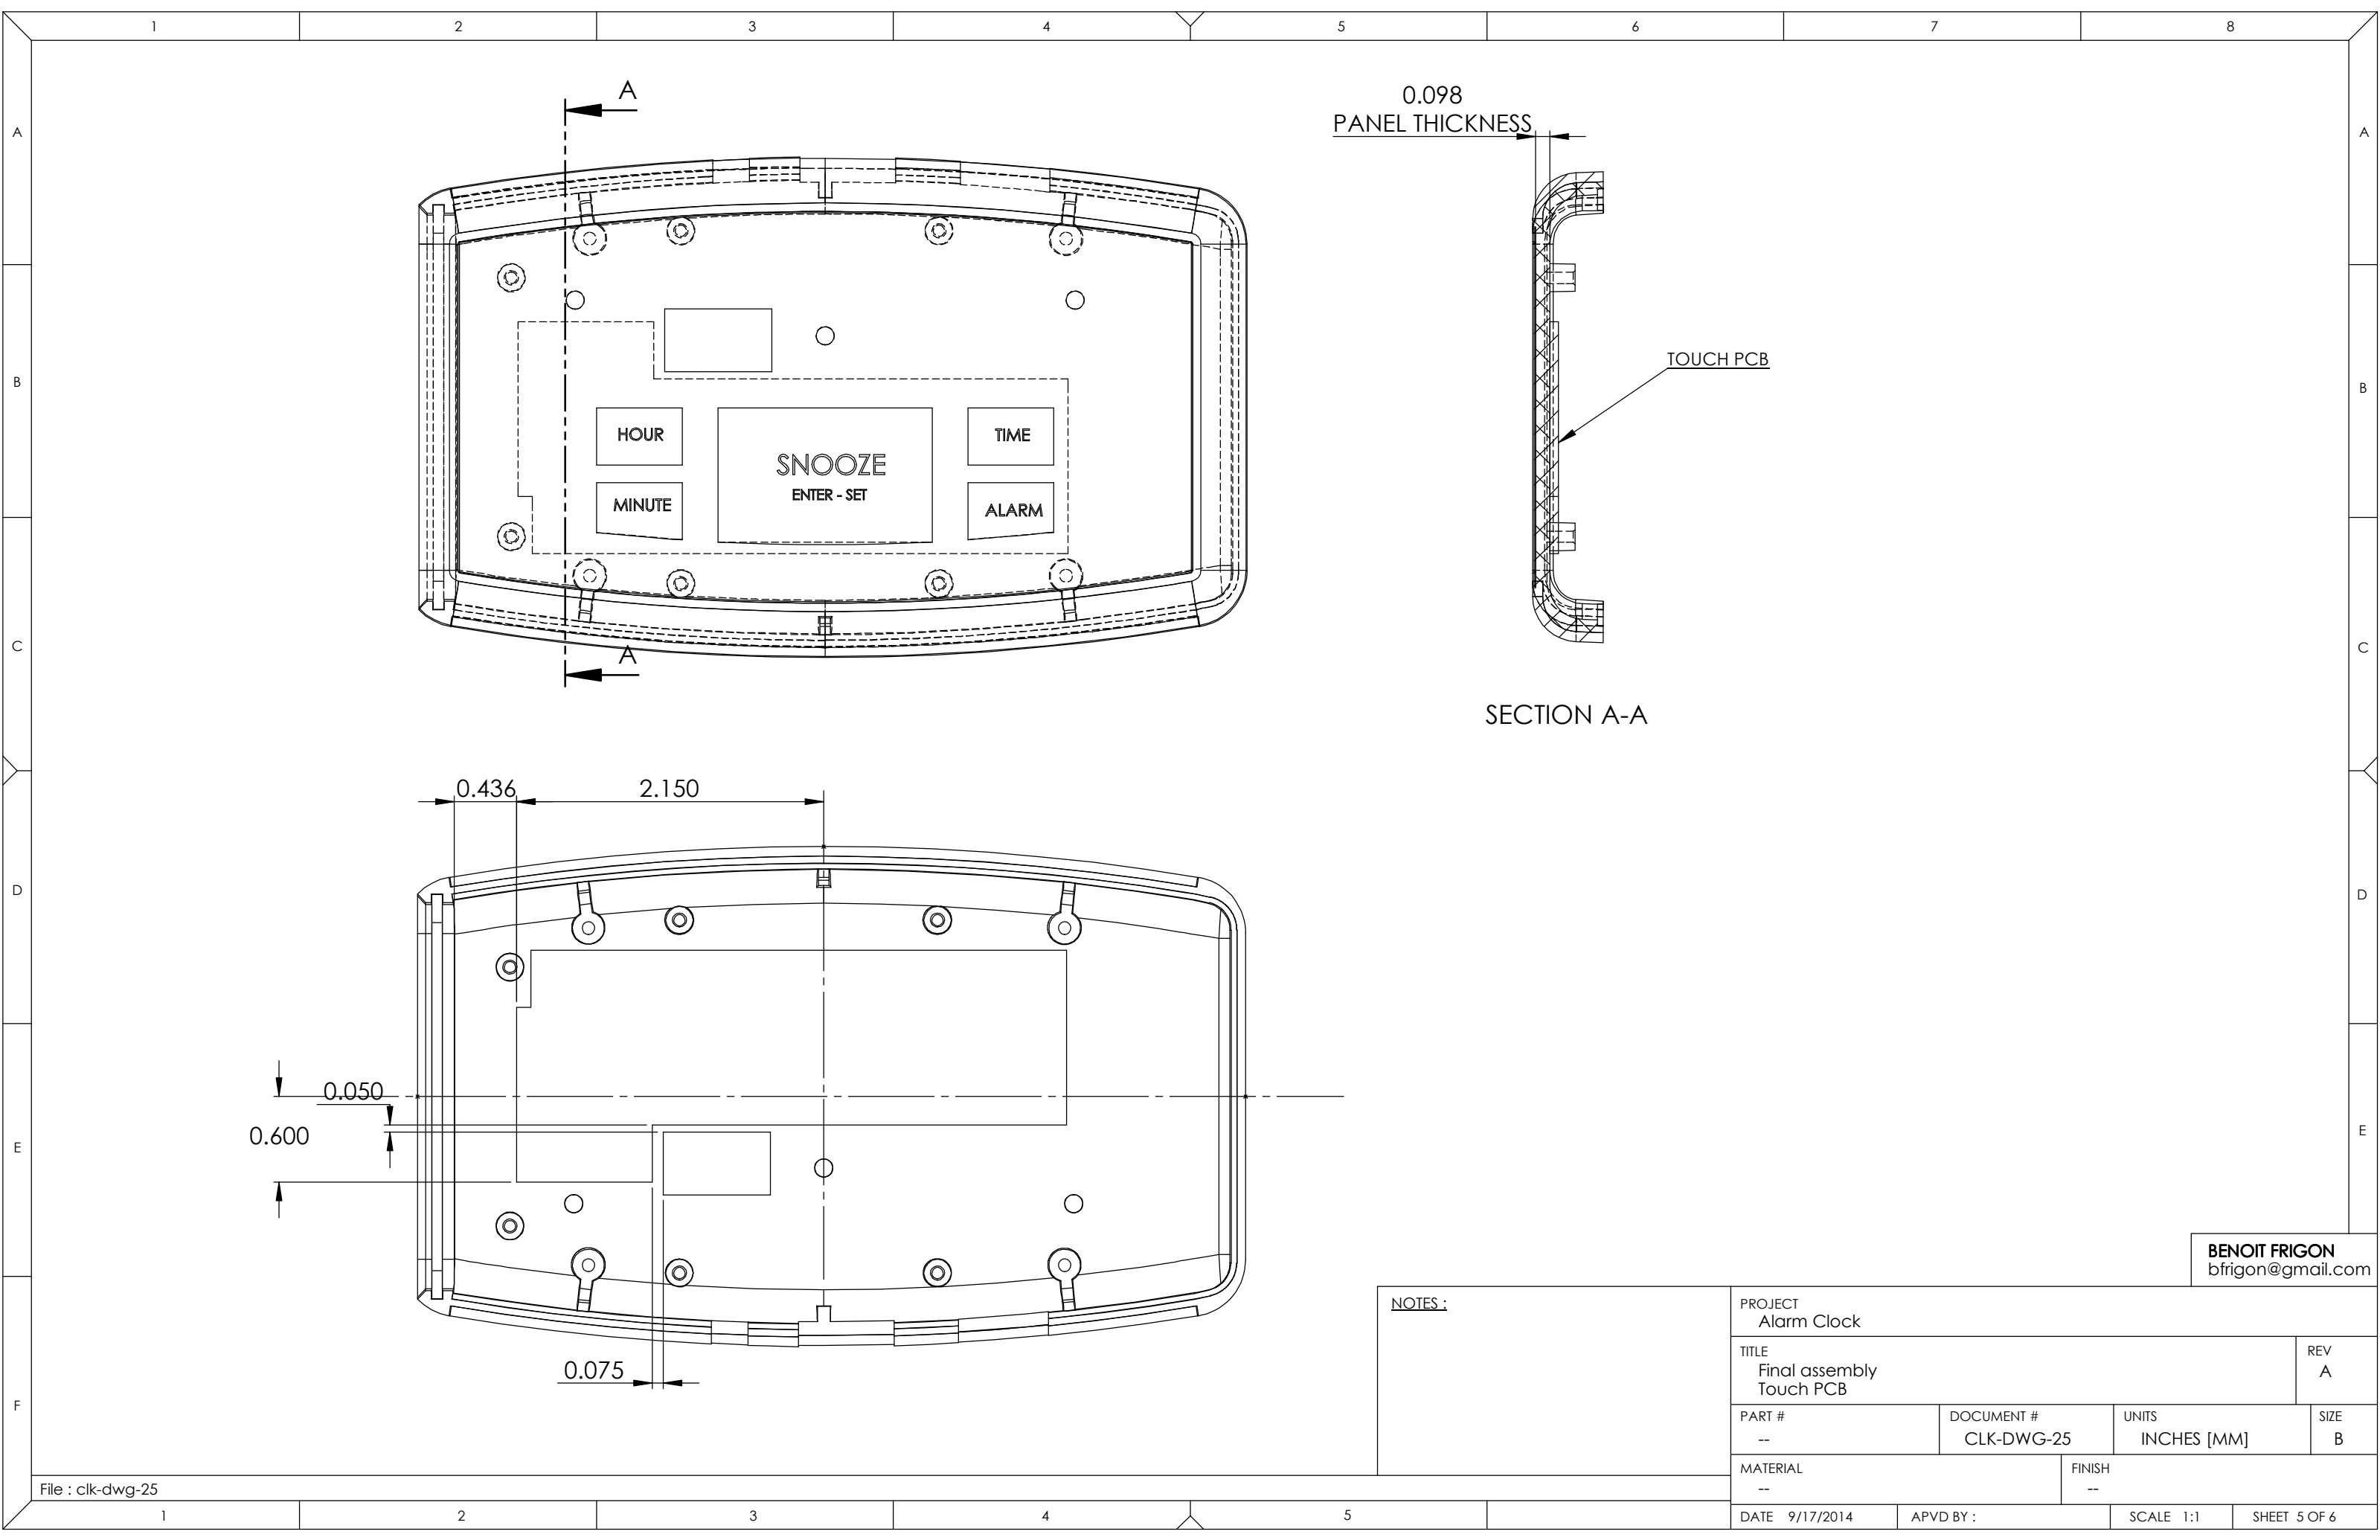 1 2 3 4 5 6 7 8
A A
B B
C C
D D
E E
F
A
A
0.098
PANEL THICKNESS
TOUCH PCB
HOUR
MINUTE
SNOOZE
ENTER - SET
TIME
ALARM
SECTION A-A
0.436
2.150
0.050
0.600
0.075
BENOIT FRIGON
bfrigon@gmail.com
NOTES :
PROJECT
Alarm Clock
TITLE
Final assembly
Touch PCB
REV
A
PART #
--
DOCUMENT #
CLK-DWG-25
UNITS
INCHES [MM]
SIZE
B
MATERIAL
--
FINISH
--
DATE 9/17/2014
APVD BY :
SCALE 1:1
SHEET 5 OF 6
File : clk-dwg-25
1 2 3 4 5